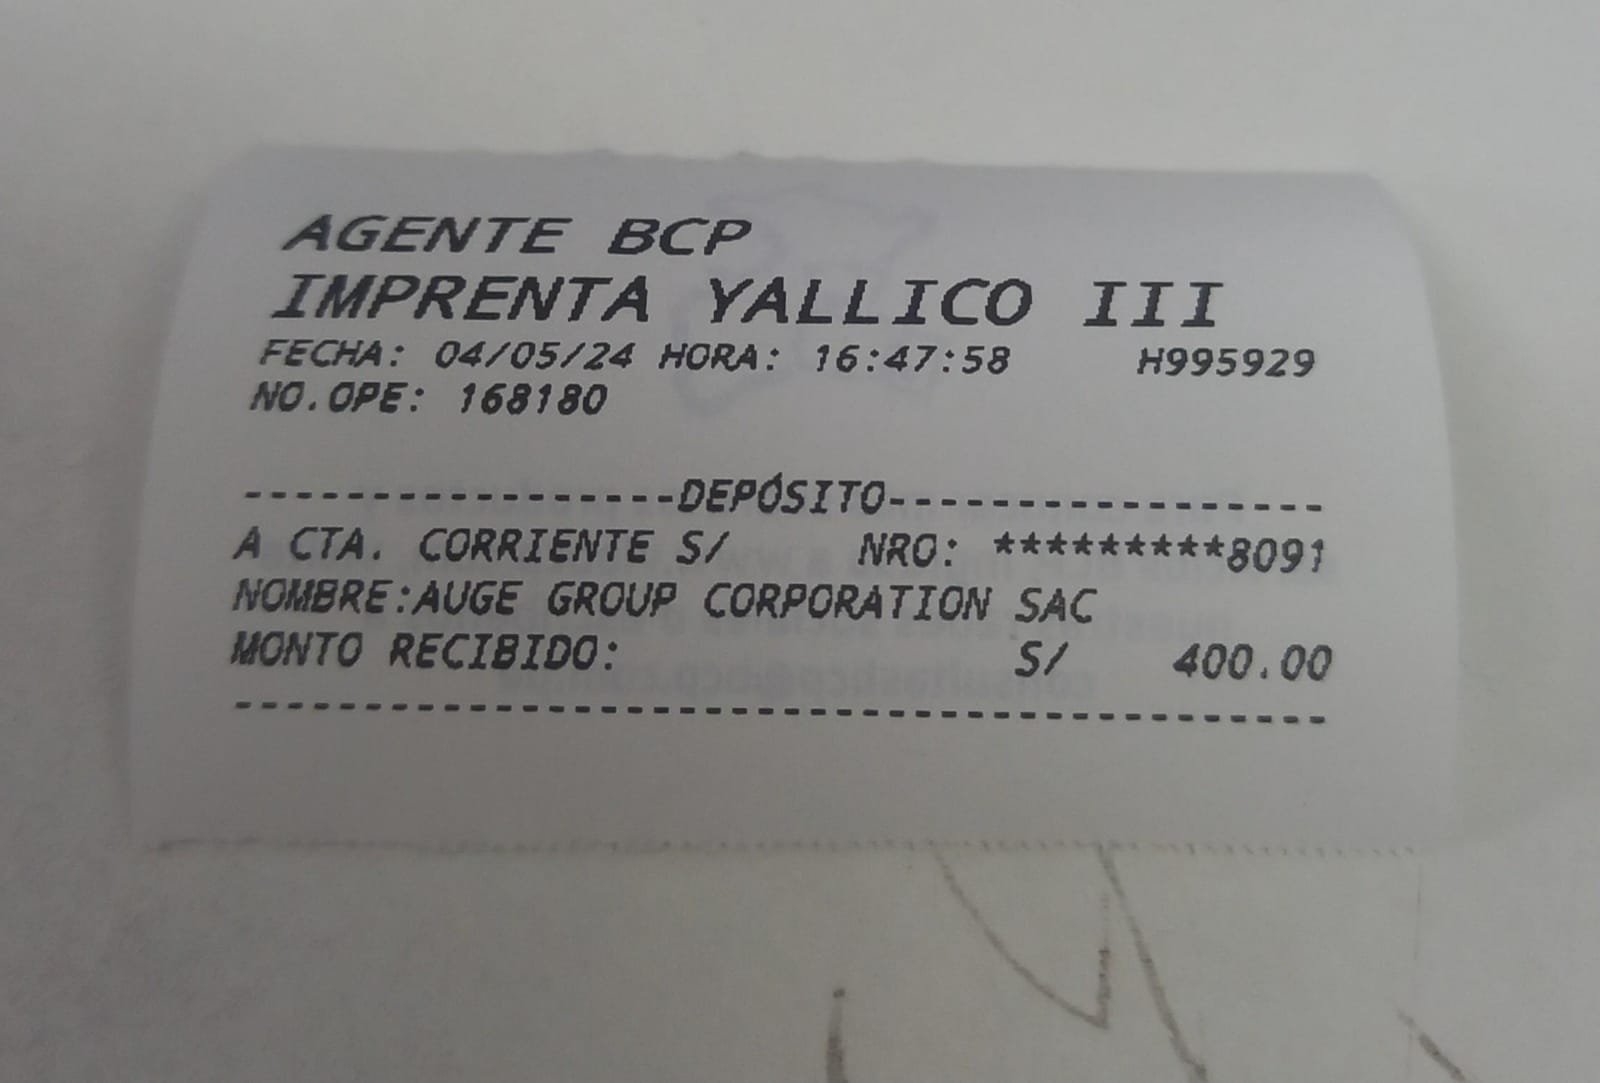 AGENTE BCP
IMPRENTA YALLICO III
FECHA: 04/05/24 HORA: 16:47:58 H995929
NO.OPE: 168180
-----------------DEPÓSITO-----------------
A CTA. CORRIENTE S/ NRO: *********8091
NOMBRE:AUGE GROUP CORPORATION SAC
MONTO RECIBIDO: S/ 400.00
------------------------------------------